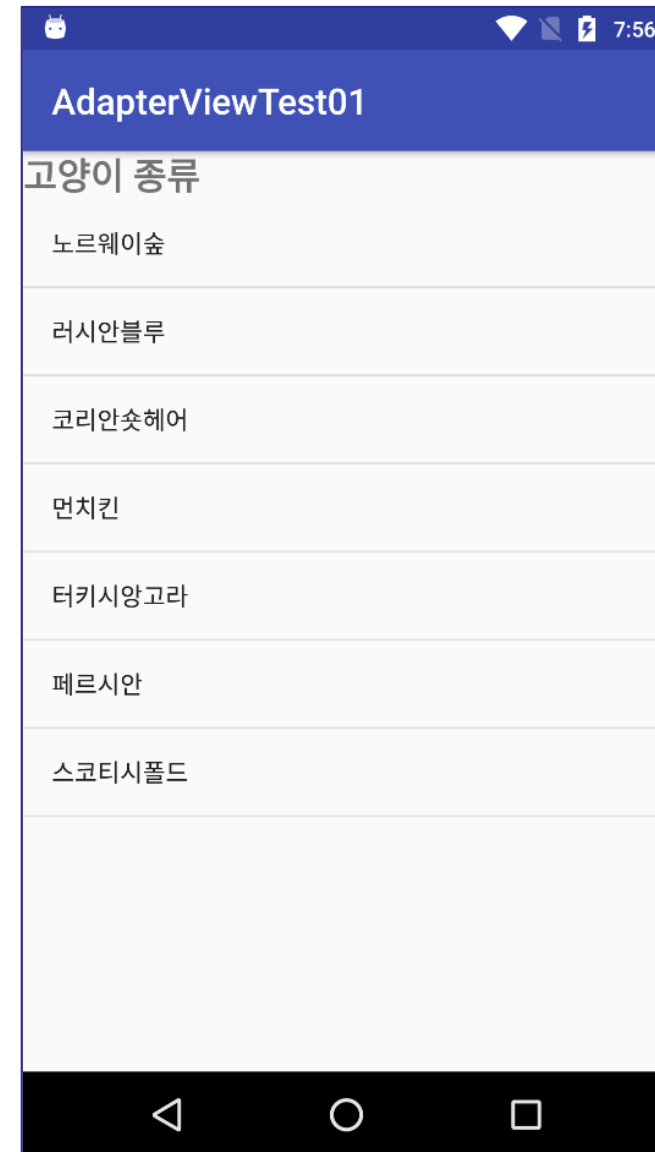 7:56
AdapterViewTest01
고양이 종류
노르웨이숲
러시안블루
코리안숏헤어
먼치킨
터키시앙고라
페르시안
스코티시폴드